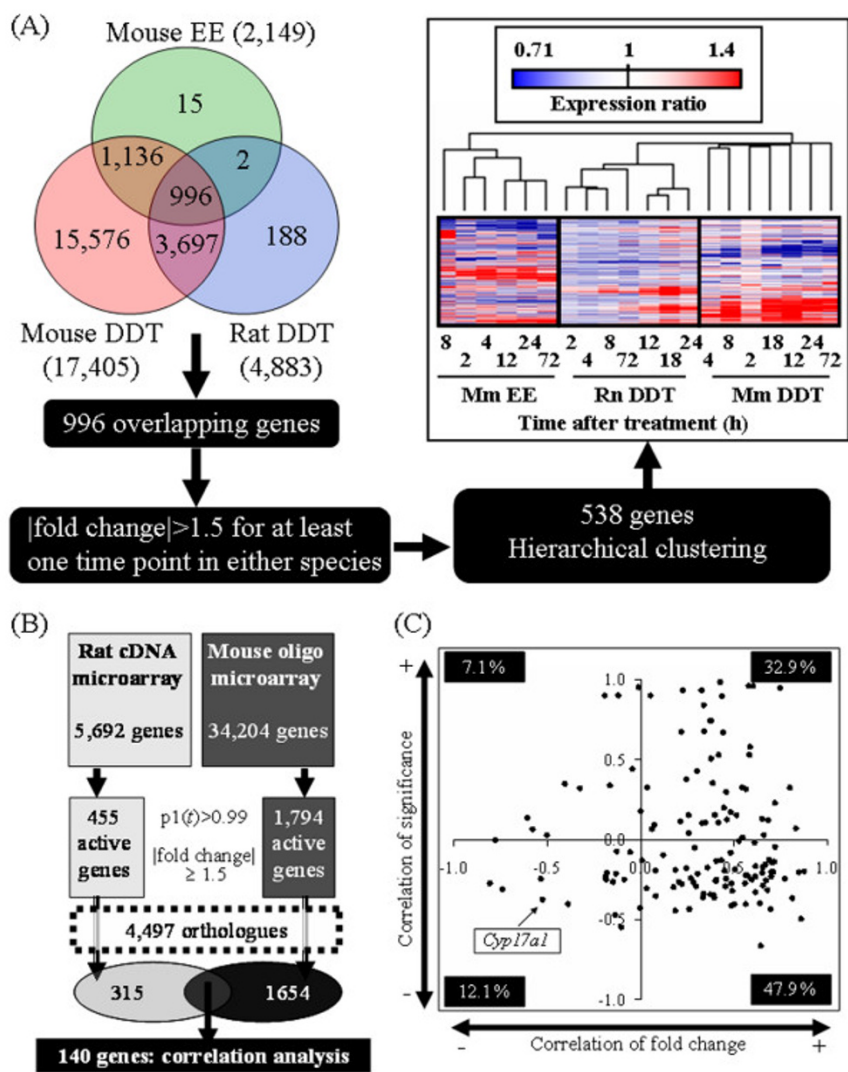 (A)
Mouse EE (2,149)
15
1,136
2
996
15,576
3,697
188
Mouse DDT
(17,405)
Rat DDT
(4,883)
996 overlapping genes
|fold change|>1.5 for at least
one time point in either species
538 genes
Hierarchical clustering
0.71 1 1.4
Expression ratio
8 4 24 2 8 12 24 8 18 24
2 12 72 4 72 18 4 2 12 72
Mm EE Rn DDT Mm DDT
Time after treatment (h)
(B)
Rat cDNA
microarray
5,692 genes
Mouse oligo
microarray
34,204 genes
455
active
genes
p1(t)>0.99
|fold change|
≥ 1.5
1,794
active
genes
4,497 orthologues
315
1654
140 genes: correlation analysis
(C)
+
Correlation of significance
-
7.1%
32.9%
1.0
0.5
0.0
-1.0 -0.5 0.0 0.5 1.0
-0.5
Cyp17a1
-1.0
12.1%
47.9%
-
Correlation of fold change
+